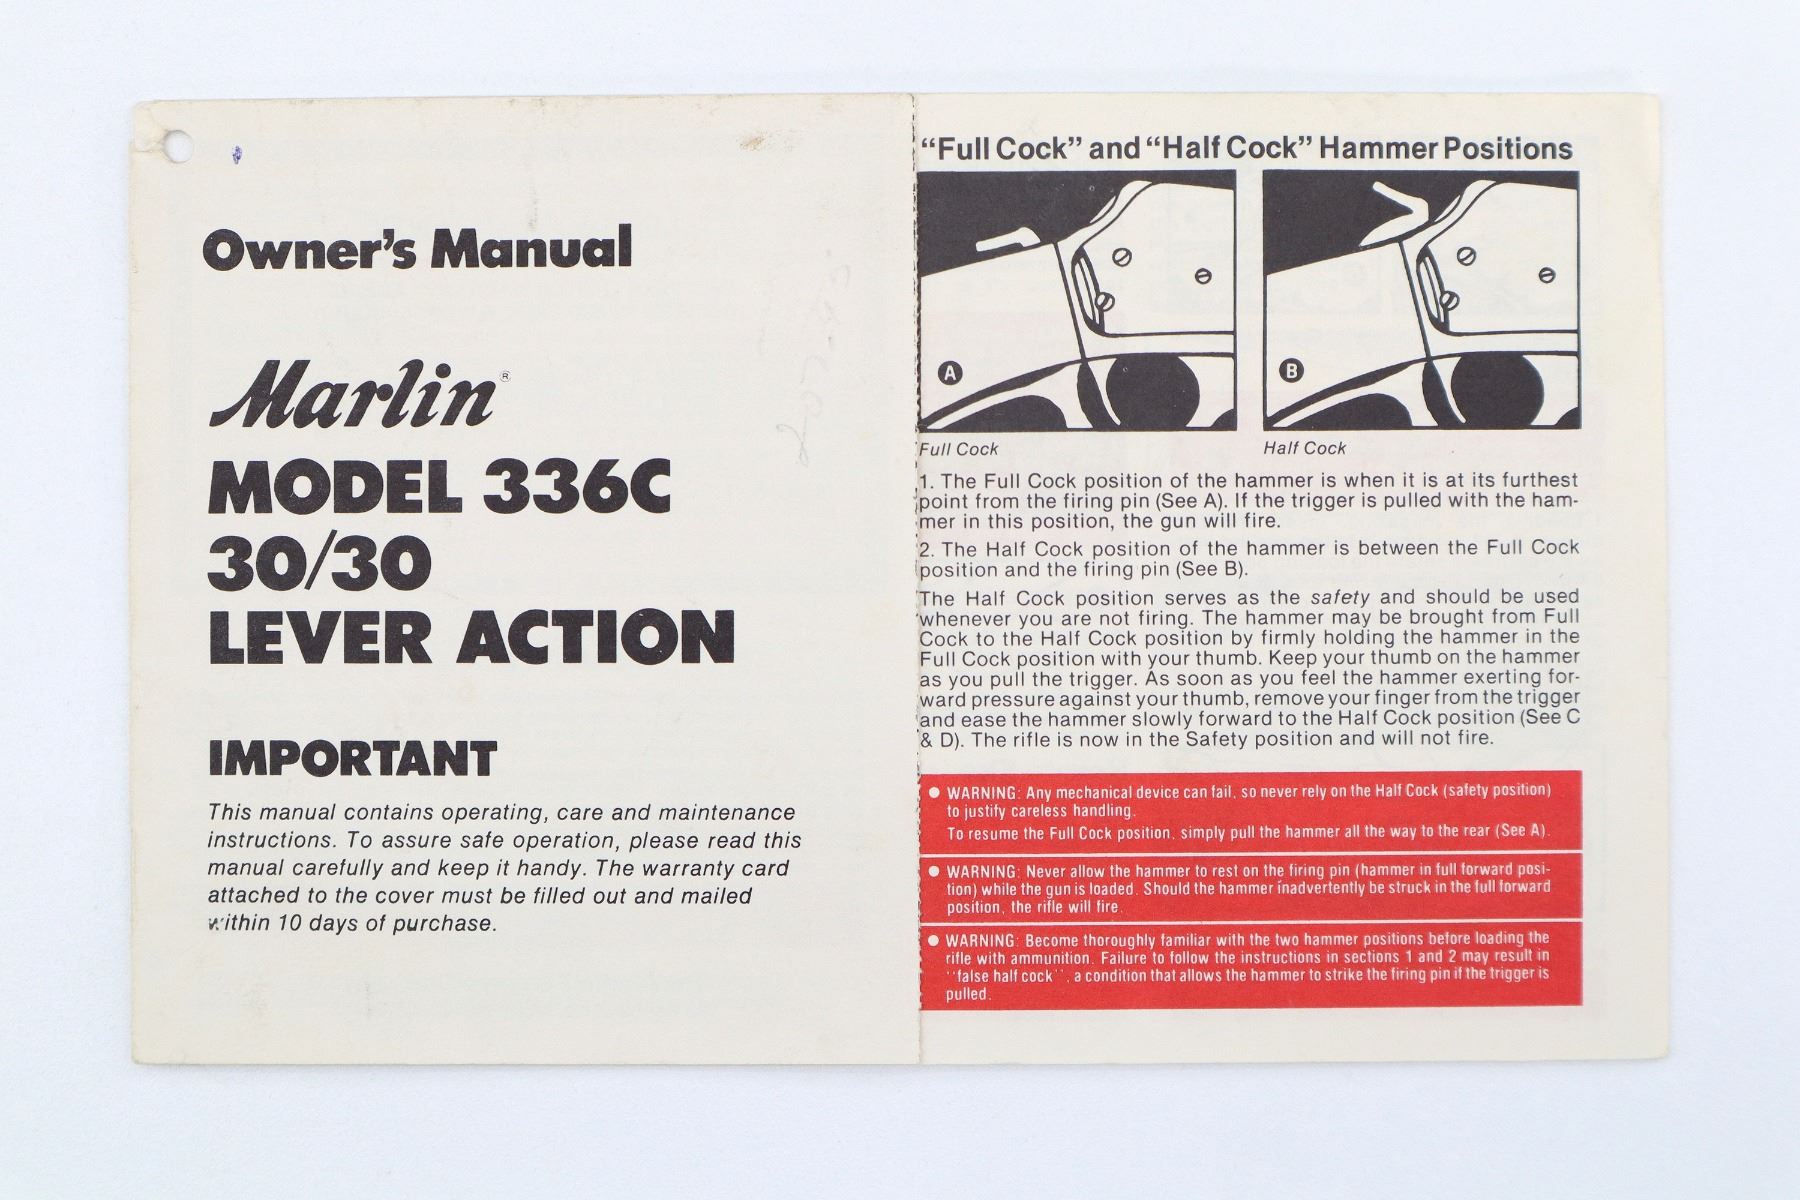 Owner's Manual
Marlin®
MODEL 336C
30/30
LEVER ACTION
IMPORTANT
This manual contains operating, care and maintenance
instructions. To assure safe operation, please read this
manual carefully and keep it handy. The warranty card
attached to the cover must be filled out and mailed
within 10 days of purchase.
“Full Cock” and “Half Cock” Hammer Positions
A
B
Full Cock
Half Cock
1. The Full Cock position of the hammer is when it is at its furthest
point from the firing pin (See A). If the trigger is pulled with the ham-
mer in this position, the gun will fire.
2. The Half Cock position of the hammer is between the Full Cock
position and the firing pin (See B).
The Half Cock position serves as the safety and should be used
whenever you are not firing. The hammer may be brought from Full
Cock to the Half Cock position by firmly holding the hammer in the
Full Cock position with your thumb. Keep your thumb on the hammer
as you pull the trigger. As soon as you feel the hammer exerting for-
ward pressure against your thumb, remove your finger from the trigger
and ease the hammer slowly forward to the Half Cock position (See C
& D). The rifle is now in the Safety position and will not fire.
● WARNING: Any mechanical device can fail, so never rely on the Half Cock (safety position)
to justify careless handling.
To resume the Full Cock position, simply pull the hammer all the way to the rear (See A).
● WARNING: Never allow the hammer to rest on the firing pin (hammer in full forward posi-
tion) while the gun is loaded. Should the hammer inadvertently be struck in the full forward
position, the rifle will fire.
● WARNING: Become thoroughly familiar with the two hammer positions before loading the
rifle with ammunition. Failure to follow the instructions in sections 1 and 2 may result in
"false half cock", a condition that allows the hammer to strike the firing pin if the trigger is
pulled.